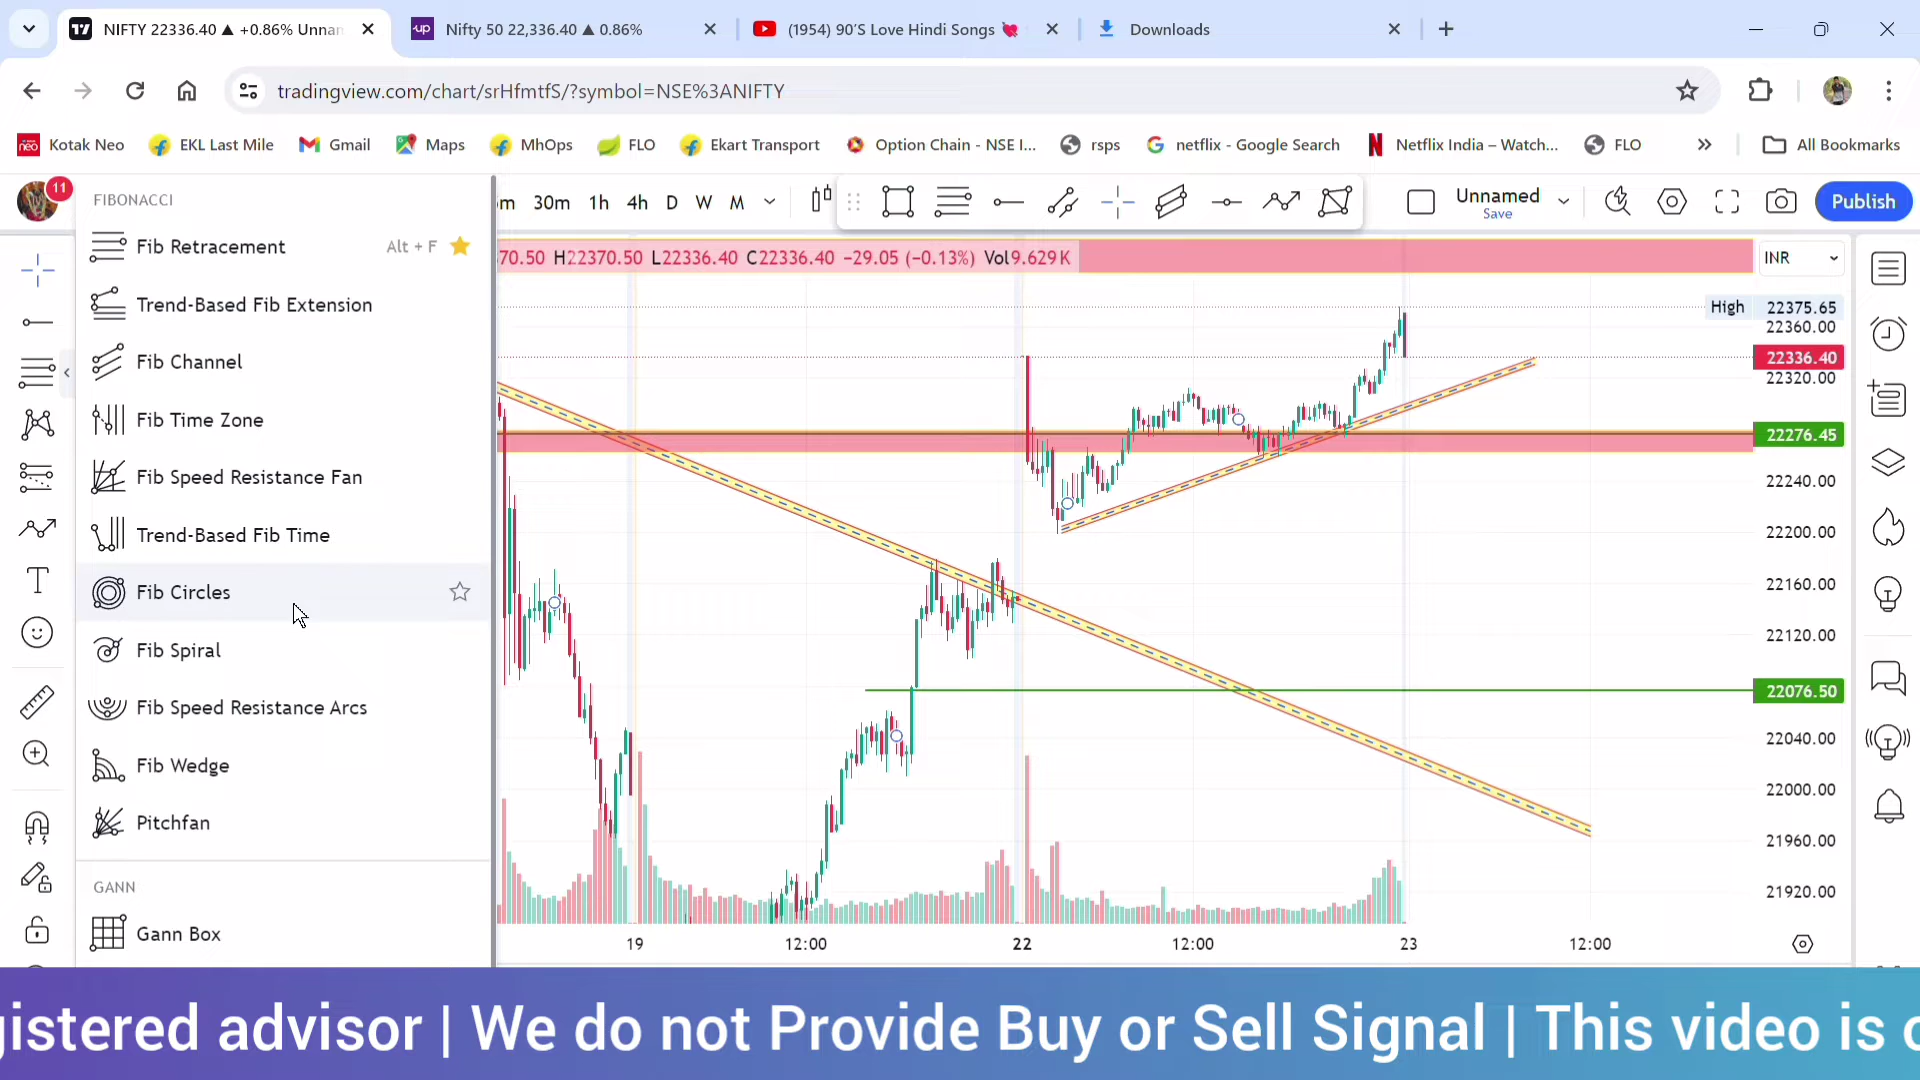 NIFTY 22336.40 ▲ +0.86% Unnam
Nifty 50 22,336.40 ▲ 0.86%
(1954) 90'S Love Hindi Songs 💘
Downloads
tradingview.com/chart/srHfmtfS/?symbol=NSE%3ANIFTY
Kotak Neo
EKL Last Mile
Gmail
Maps
MhOps
FLO
Ekart Transport
Option Chain - NSE I...
rsps
netflix - Google Search
Netflix India – Watch...
FLO
All Bookmarks
11
FIBONACCI
m 30m 1h 4h D W M
Unnamed
Save
Publish
Fib Retracement Alt + F
Trend-Based Fib Extension
Fib Channel
Fib Time Zone
Fib Speed Resistance Fan
Trend-Based Fib Time
Fib Circles
Fib Spiral
Fib Speed Resistance Arcs
Fib Wedge
Pitchfan
GANN
Gann Box
70.50 H22370.50 L22336.40 C22336.40 −29.05 (−0.13%) Vol9.629K
INR
High 22375.65
22360.00
22336.40
22320.00
22276.45
22240.00
22200.00
22160.00
22120.00
22076.50
22040.00
22000.00
21960.00
21920.00
19 12:00 22 12:00 23 12:00
gistered advisor | We do not Provide Buy or Sell Signal | This video is